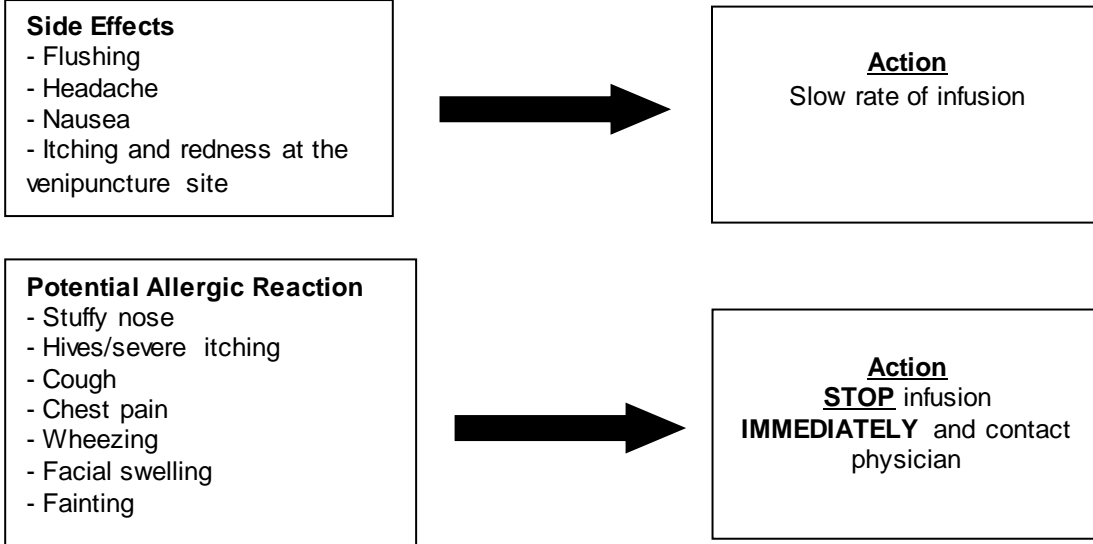 Side Effects
- Flushing
- Headache
- Nausea
- Itching and redness at the
venipuncture site
Action
Slow rate of infusion
Potential Allergic Reaction
- Stuffy nose
- Hives/severe itching
- Cough
- Chest pain
- Wheezing
- Facial swelling
- Fainting
Action
STOP infusion
IMMEDIATELY and contact
physician